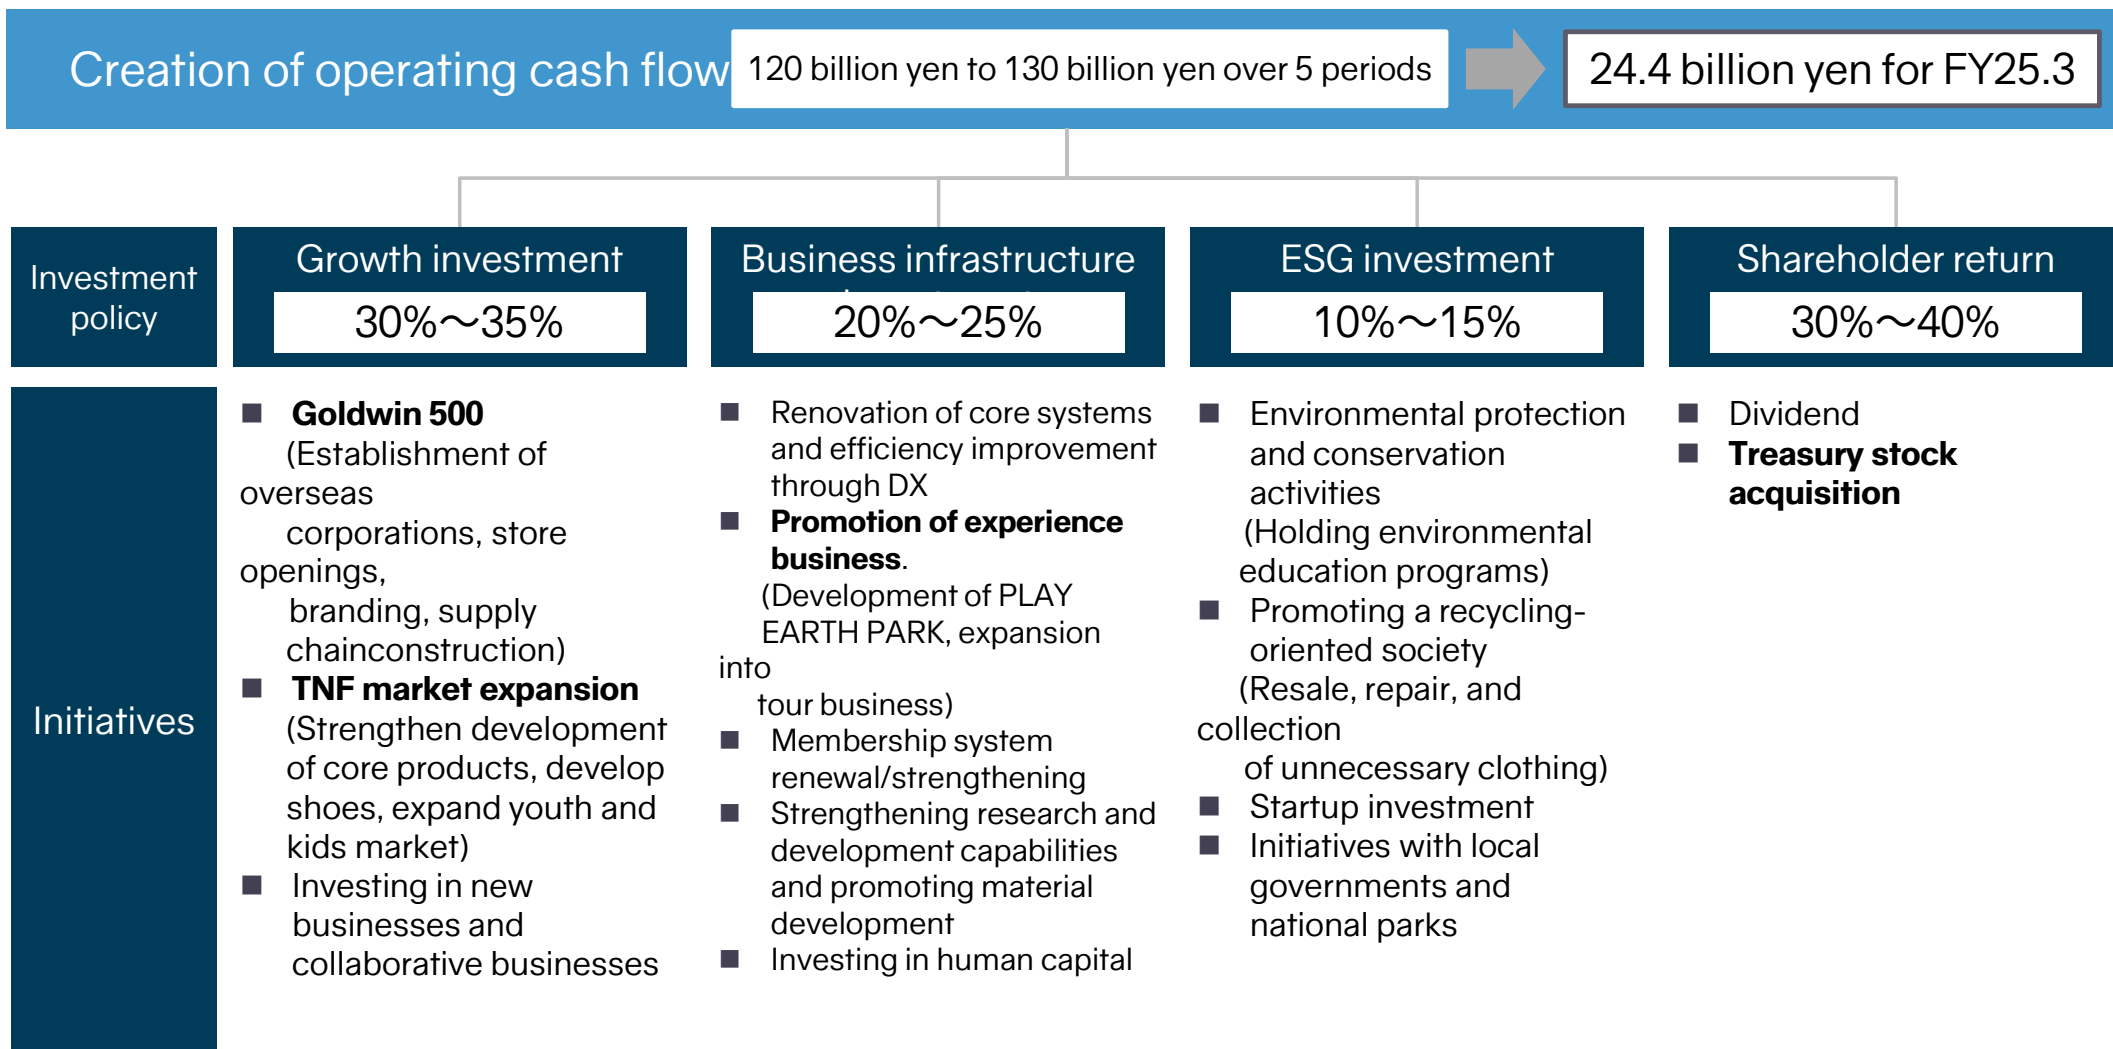 Creation of operating cash flow
120 billion yen to 130 billion yen over 5 periods
24.4 billion yen for FY25.3
Investment
policy
Growth investment
30%～35%
Business infrastructure
20%～25%
ESG investment
10%～15%
Shareholder return
30%～40%
Initiatives
■ Goldwin 500
(Establishment of
overseas
corporations, store
openings,
branding, supply
chainconstruction)
■ TNF market expansion
(Strengthen development
of core products, develop
shoes, expand youth and
kids market)
■ Investing in new
businesses and
collaborative businesses
■ Renovation of core systems
and efficiency improvement
through DX
■ Promotion of experience
business.
(Development of PLAY
EARTH PARK, expansion
into
tour business)
■ Membership system
renewal/strengthening
■ Strengthening research and
development capabilities
and promoting material
development
■ Investing in human capital
■ Environmental protection
and conservation
activities
(Holding environmental
education programs)
■ Promoting a recycling-
oriented society
(Resale, repair, and
collection
of unnecessary clothing)
■ Startup investment
■ Initiatives with local
governments and
national parks
■ Dividend
■ Treasury stock
acquisition